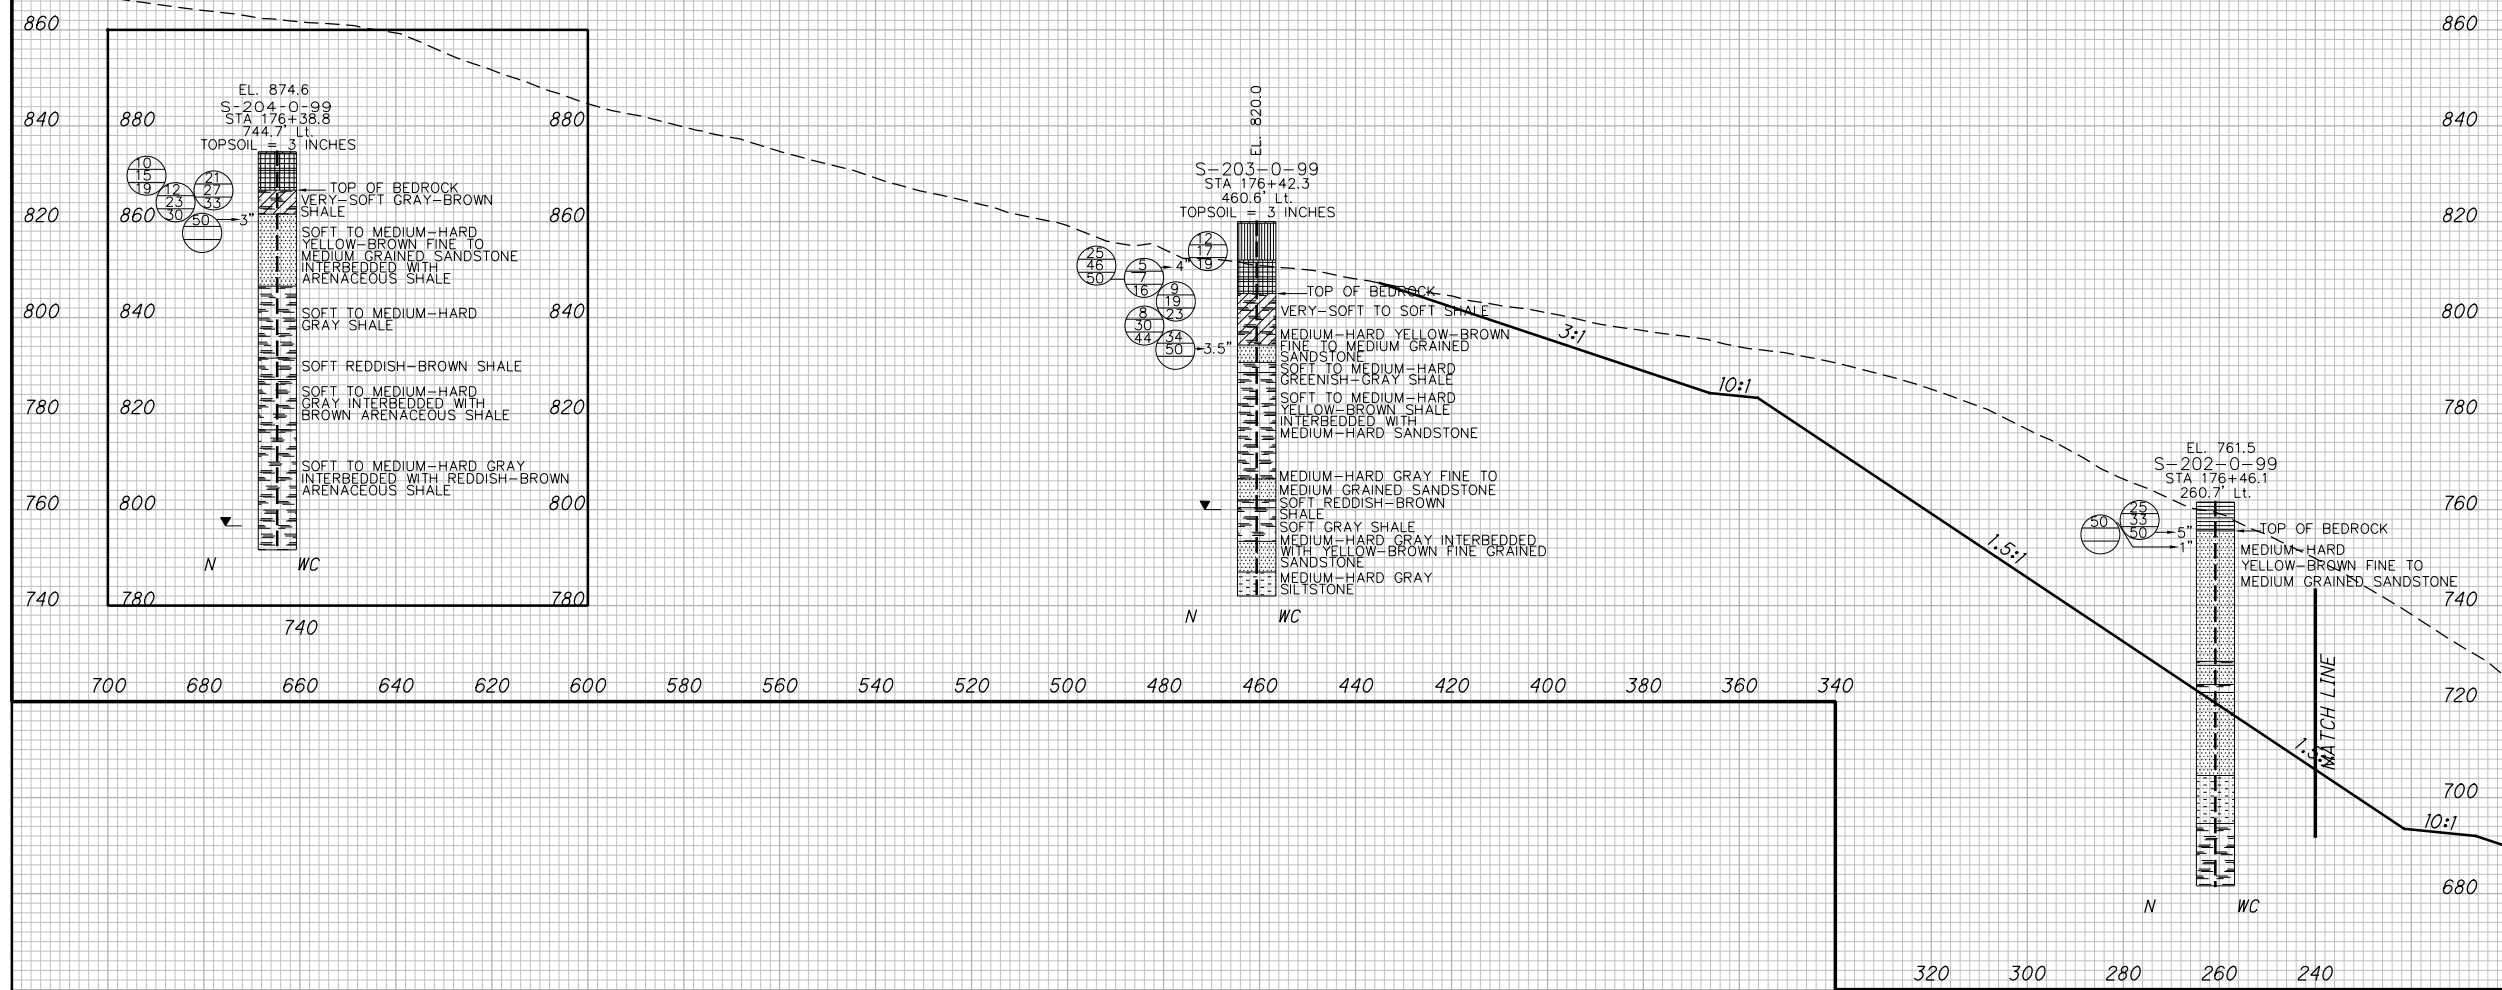 860
840
820
800
780
760
740
880
860
840
820
800
780
880
860
840
820
800
780
740
EL. 874.6
S-204-0-99
STA 176+38.8
744.7' Lt.
TOPSOIL = 3 INCHES
10
15
19
12
23
30
21
27
33
50
3"
TOP OF BEDROCK
VERY-SOFT GRAY-BROWN
SHALE
SOFT TO MEDIUM-HARD
YELLOW-BROWN FINE TO
MEDIUM GRAINED SANDSTONE
INTERBEDDED WITH
ARENACEOUS SHALE
SOFT TO MEDIUM-HARD
GRAY SHALE
SOFT REDDISH-BROWN SHALE
SOFT TO MEDIUM-HARD
GRAY INTERBEDDED WITH
BROWN ARENACEOUS SHALE
SOFT TO MEDIUM-HARD GRAY
INTERBEDDED WITH REDDISH-BROWN
ARENACEOUS SHALE
N WC
EL. 820.0
S-203-0-99
STA 176+42.3
460.6' Lt.
TOPSOIL = 3 INCHES
12
17
19
25
46
50
4"
5
7
16
9
19
23
8
30
44
34
50
3.5"
TOP OF BEDROCK
VERY-SOFT TO SOFT SHALE
MEDIUM-HARD YELLOW-BROWN
FINE TO MEDIUM GRAINED
SANDSTONE
SOFT TO MEDIUM-HARD
GREENISH-GRAY SHALE
SOFT TO MEDIUM-HARD
YELLOW-BROWN SHALE
INTERBEDDED WITH
MEDIUM-HARD SANDSTONE
MEDIUM-HARD GRAY FINE TO
MEDIUM GRAINED SANDSTONE
SOFT REDDISH-BROWN
SHALE
SOFT GRAY SHALE
MEDIUM-HARD GRAY INTERBEDDED
WITH YELLOW-BROWN FINE GRAINED
SANDSTONE
MEDIUM-HARD GRAY
SILTSTONE
N WC
3:1
10:1
1.5:1
EL. 761.5
S-202-0-99
STA 176+46.1
260.7' Lt.
50
25
33
50
5"
1"
TOP OF BEDROCK
MEDIUM-HARD
YELLOW-BROWN FINE TO
MEDIUM GRAINED SANDSTONE
MATCH LINE
10:1
N WC
860
840
820
800
780
760
740
720
700
680
700 680 660 640 620 600 580 560 540 520 500 480 460 440 420 400 380 360 340
320 300 280 260 240